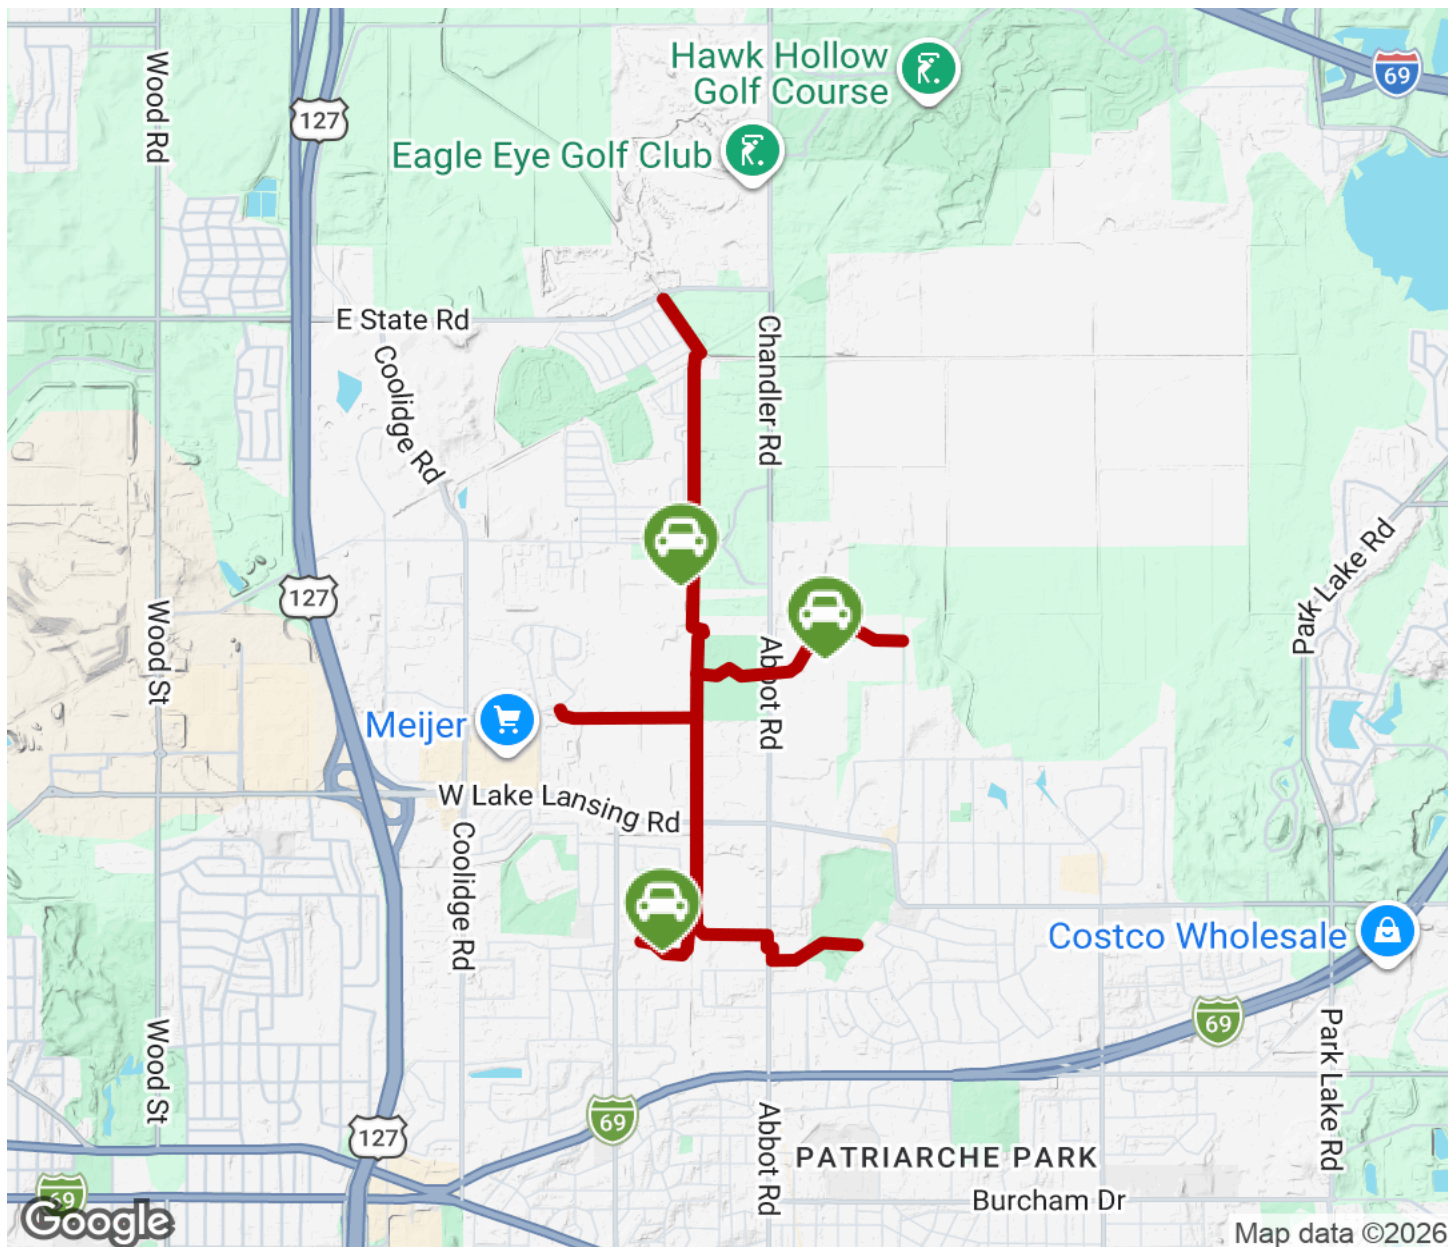 Wood Rd
127
Hawk Hollow
Golf Course
69
Eagle Eye Golf Club
E State Rd
Coolidge Rd
Chandler Rd
Park Lake Rd
127
Wood St
Abbot Rd
Meijer
W Lake Lansing Rd
Coolidge Rd
Costco Wholesale
69
Wood St
Park Lake Rd
69
127
Abbot Rd
PATRIARCHE PARK
Burcham Dr
69
Google
Map data ©2026